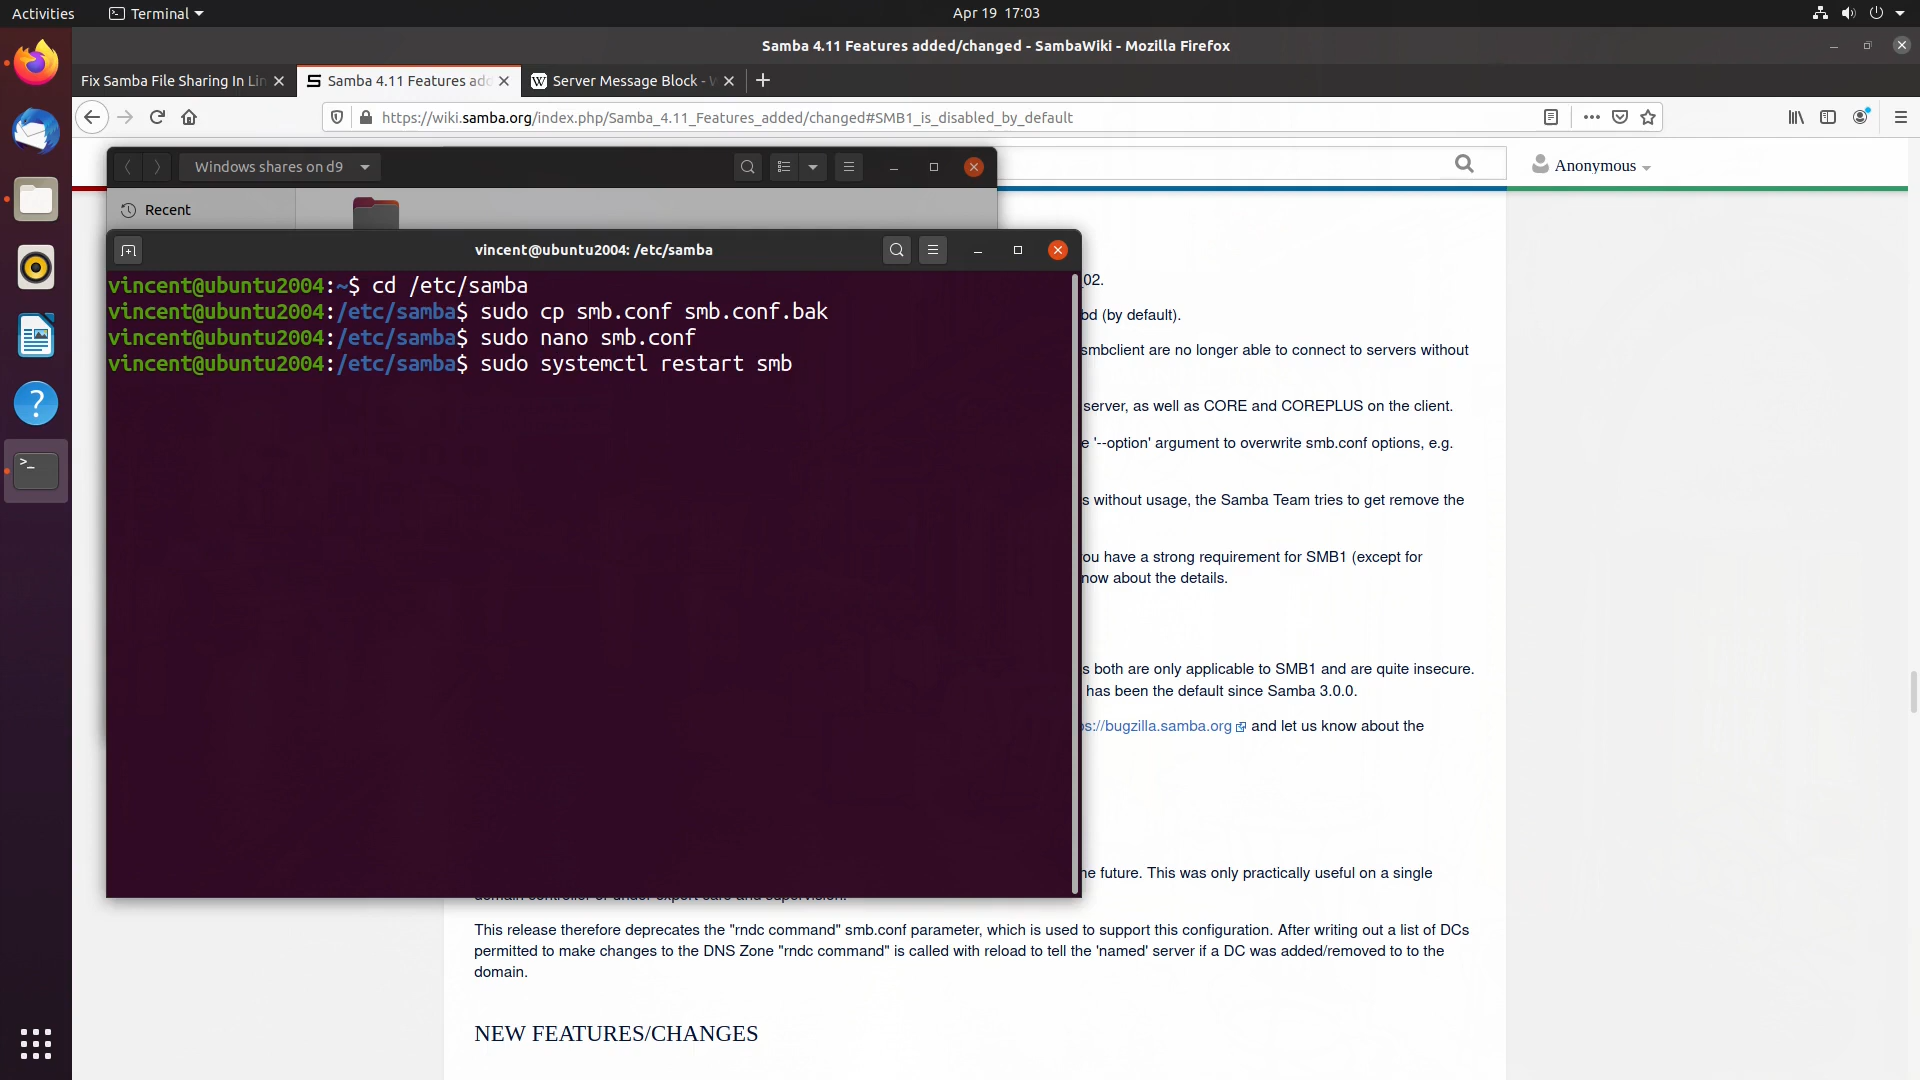 Activities
Terminal
Apr 19 17:03
Samba 4.11 Features added/changed - SambaWiki - Mozilla Firefox
Fix Samba File Sharing In Lin
Samba 4.11 Features add
Server Message Block -
https://wiki.samba.org/index.php/Samba_4.11_Features_added/changed#SMB1_is_disabled_by_default
Windows shares on d9
Anonymous
Recent
vincent@ubuntu2004: /etc/samba
vincent@ubuntu2004:~$ cd /etc/samba
vincent@ubuntu2004:/etc/samba$ sudo cp smb.conf smb.conf.bak
vincent@ubuntu2004:/etc/samba$ sudo nano smb.conf
vincent@ubuntu2004:/etc/samba$ sudo systemctl restart smb
_02.
bd (by default).
smbclient are no longer able to connect to servers without
server, as well as CORE and COREPLUS on the client.
e '--option' argument to overwrite smb.conf options, e.g.
s without usage, the Samba Team tries to get remove the
ou have a strong requirement for SMB1 (except for
now about the details.
s both are only applicable to SMB1 and are quite insecure.
has been the default since Samba 3.0.0.
ps://bugzilla.samba.org and let us know about the
he future. This was only practically useful on a single
This release therefore deprecates the "rndc command" smb.conf parameter, which is used to support this configuration. After writing out a list of DCs
permitted to make changes to the DNS Zone "rndc command" is called with reload to tell the 'named' server if a DC was added/removed to to the
domain.
NEW FEATURES/CHANGES